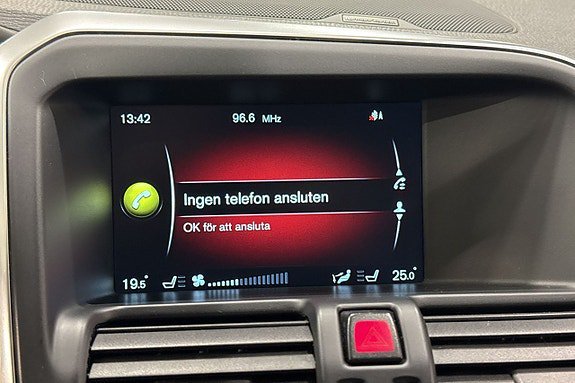 13:42 96.6 MHz
Ingen telefon ansluten
OK för att ansluta
19.5° 25.0°